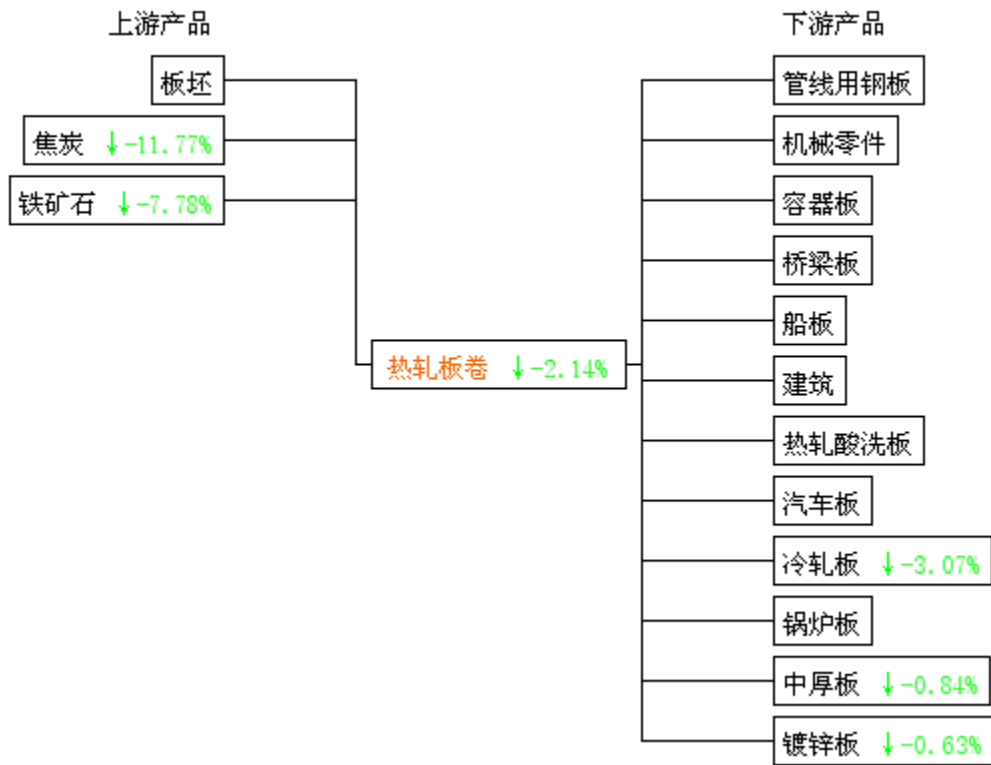 上游产品
板坯
焦炭 ↓-11.77%
铁矿石 ↓-7.78%
热轧板卷 ↓-2.14%
下游产品
管线用钢板
机械零件
容器板
桥梁板
船板
建筑
热轧酸洗板
汽车板
冷轧板 ↓-3.07%
锅炉板
中厚板 ↓-0.84%
镀锌板 ↓-0.63%